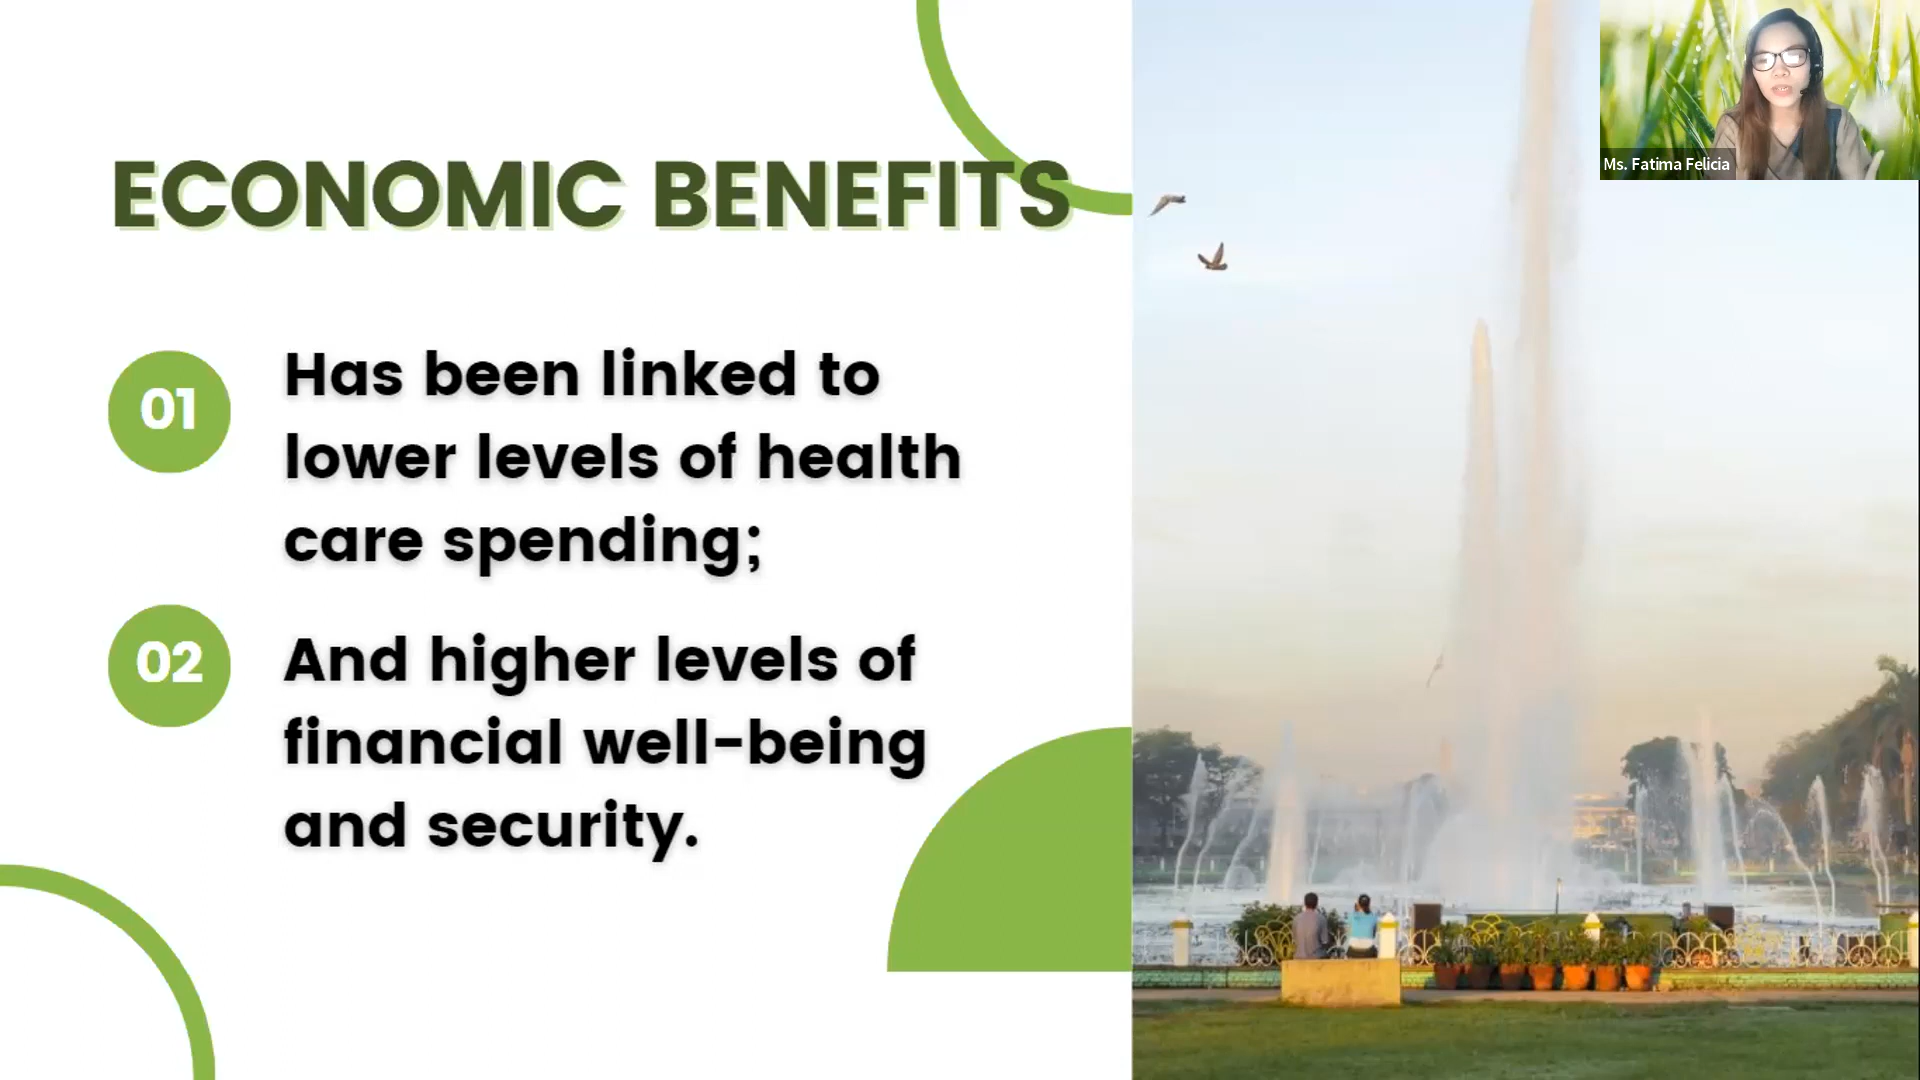 ECONOMIC BENEFITS
01
Has been linked to
lower levels of health
care spending;
02
And higher levels of
financial well-being
and security.
Ms. Fatima Felicia